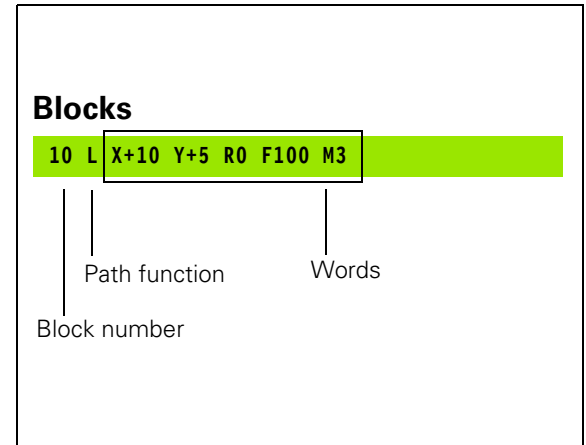 Blocks
10 L X+10 Y+5 R0 F100 M3
Path function Words
Block number